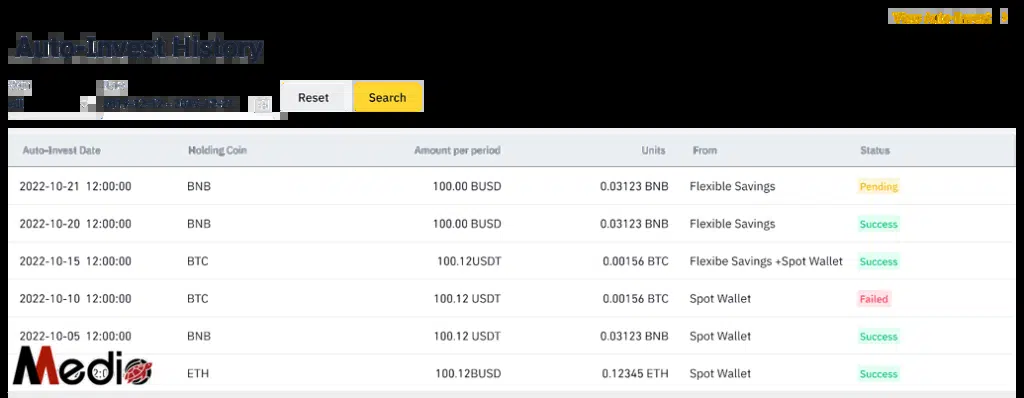 View Auto-Invest
Auto-Invest History
Reset Search
Auto-Invest Date Holding Coin Amount per period Units From Status
2022-10-21 12:00:00 BNB 100.00 BUSD 0.03123 BNB Flexible Savings Pending
2022-10-20 12:00:00 BNB 100.00 BUSD 0.03123 BNB Flexible Savings Success
2022-10-15 12:00:00 BTC 100.12USDT 0.00156 BTC Flexibe Savings +Spot Wallet Success
2022-10-10 12:00:00 BTC 100.12 USDT 0.00156 BTC Spot Wallet Failed
2022-10-05 12:00:00 BNB 100.12 USDT 0.03123 BNB Spot Wallet Success
ETH 100.12BUSD 0.12345 ETH Spot Wallet Success
Medio